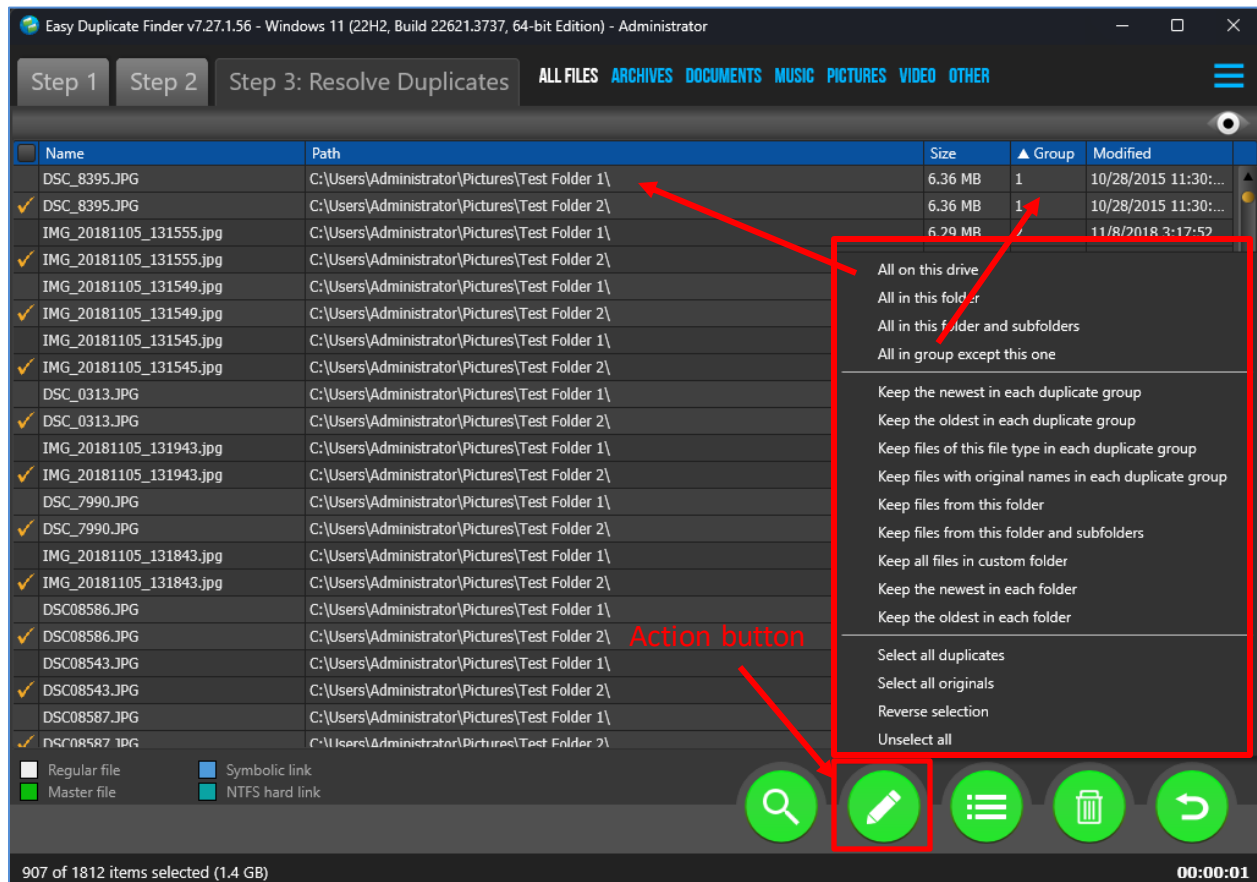 Easy Duplicate Finder v7.27.1.56 - Windows 11 (22H2, Build 22621.3737, 64-bit Edition) - Administrator
Step 1 Step 2 Step 3: Resolve Duplicates ALL FILES ARCHIVES DOCUMENTS MUSIC PICTURES VIDEO OTHER
Name Path Size ▲ Group Modified
DSC_8395.JPG C:\Users\Administrator\Pictures\Test Folder 1\ 6.36 MB 1 10/28/2015 11:30:...
DSC_8395.JPG C:\Users\Administrator\Pictures\Test Folder 2\ 6.36 MB 1 10/28/2015 11:30:...
IMG_20181105_131555.jpg C:\Users\Administrator\Pictures\Test Folder 1\ 6.29 MB 2 11/8/2018 3:17:52
IMG_20181105_131555.jpg C:\Users\Administrator\Pictures\Test Folder 2\
IMG_20181105_131549.jpg C:\Users\Administrator\Pictures\Test Folder 1\
IMG_20181105_131549.jpg C:\Users\Administrator\Pictures\Test Folder 2\
IMG_20181105_131545.jpg C:\Users\Administrator\Pictures\Test Folder 1\
IMG_20181105_131545.jpg C:\Users\Administrator\Pictures\Test Folder 2\
DSC_0313.JPG C:\Users\Administrator\Pictures\Test Folder 1\
DSC_0313.JPG C:\Users\Administrator\Pictures\Test Folder 2\
IMG_20181105_131943.jpg C:\Users\Administrator\Pictures\Test Folder 1\
IMG_20181105_131943.jpg C:\Users\Administrator\Pictures\Test Folder 2\
DSC_7990.JPG C:\Users\Administrator\Pictures\Test Folder 1\
DSC_7990.JPG C:\Users\Administrator\Pictures\Test Folder 2\
IMG_20181105_131843.jpg C:\Users\Administrator\Pictures\Test Folder 1\
IMG_20181105_131843.jpg C:\Users\Administrator\Pictures\Test Folder 2\
DSC08586.JPG C:\Users\Administrator\Pictures\Test Folder 1\
DSC08586.JPG C:\Users\Administrator\Pictures\Test Folder 2\
DSC08543.JPG C:\Users\Administrator\Pictures\Test Folder 1\
DSC08543.JPG C:\Users\Administrator\Pictures\Test Folder 2\
DSC08587.JPG C:\Users\Administrator\Pictures\Test Folder 1\
DSC08587.JPG C:\Users\Administrator\Pictures\Test Folder 2\
All on this drive
All in this folder
All in this folder and subfolders
All in group except this one
Keep the newest in each duplicate group
Keep the oldest in each duplicate group
Keep files of this file type in each duplicate group
Keep files with original names in each duplicate group
Keep files from this folder
Keep files from this folder and subfolders
Keep all files in custom folder
Keep the newest in each folder
Keep the oldest in each folder
Select all duplicates
Select all originals
Reverse selection
Unselect all
Action button
Regular file Symbolic link
Master file NTFS hard link
907 of 1812 items selected (1.4 GB) 00:00:01